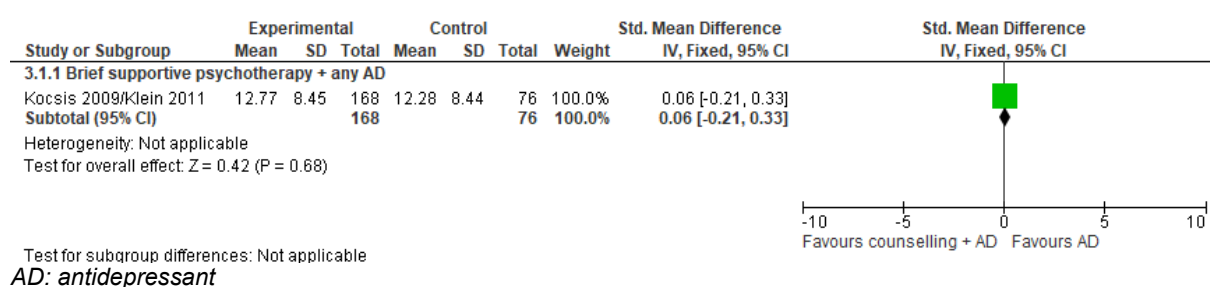 Experimental Control Std. Mean Difference Std. Mean Difference
Study or Subgroup Mean SD Total Mean SD Total Weight IV, Fixed, 95% CI IV, Fixed, 95% CI
3.1.1 Brief supportive psychotherapy + any AD
Kocsis 2009/Klein 2011 12.77 8.45 168 12.28 8.44 76 100.0% 0.06 [-0.21, 0.33]
Subtotal (95% CI) 168 76 100.0% 0.06 [-0.21, 0.33]
Heterogeneity: Not applicable
Test for overall effect: Z = 0.42 (P = 0.68)
-10 -5 0 5 10
Favours counselling + AD Favours AD
Test for subgroup differences: Not applicable
AD: antidepressant